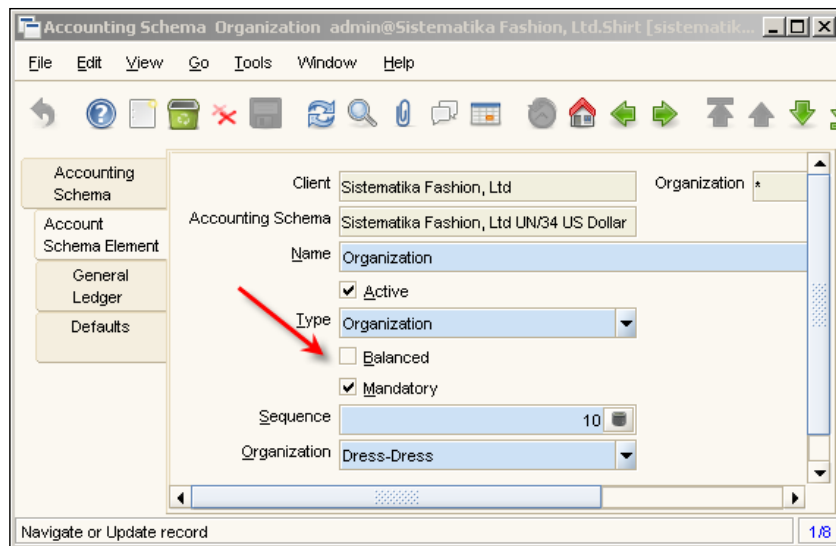 Accounting Schema Organization admin@Sistematika Fashion, Ltd.Shirt [sistematik...
File Edit View Go Tools Window Help
Accounting Schema
Account Schema Element
General Ledger
Defaults
Client Sistematika Fashion, Ltd Organization *
Accounting Schema Sistematika Fashion, Ltd UN/34 US Dollar
Name Organization
Active
Type Organization
Balanced
Mandatory
Sequence 10
Organization Dress-Dress
Navigate or Update record 1/8